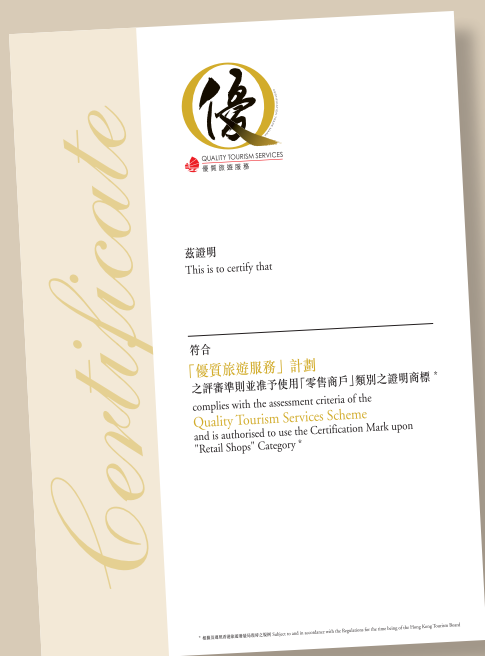 Certificate
優
QUALITY TOURISM SERVICES
優質旅遊服務
茲證明
This is to certify that
符合
「優質旅遊服務」計劃
之評審準則並准予使用「零售商戶」類別之證明商標 *
complies with the assessment criteria of the
Quality Tourism Services Scheme
and is authorised to use the Certification Mark upon
"Retail Shops" Category *
Subject to and in accordance with the Regulations for the time being of the Hong Kong Tourism Board